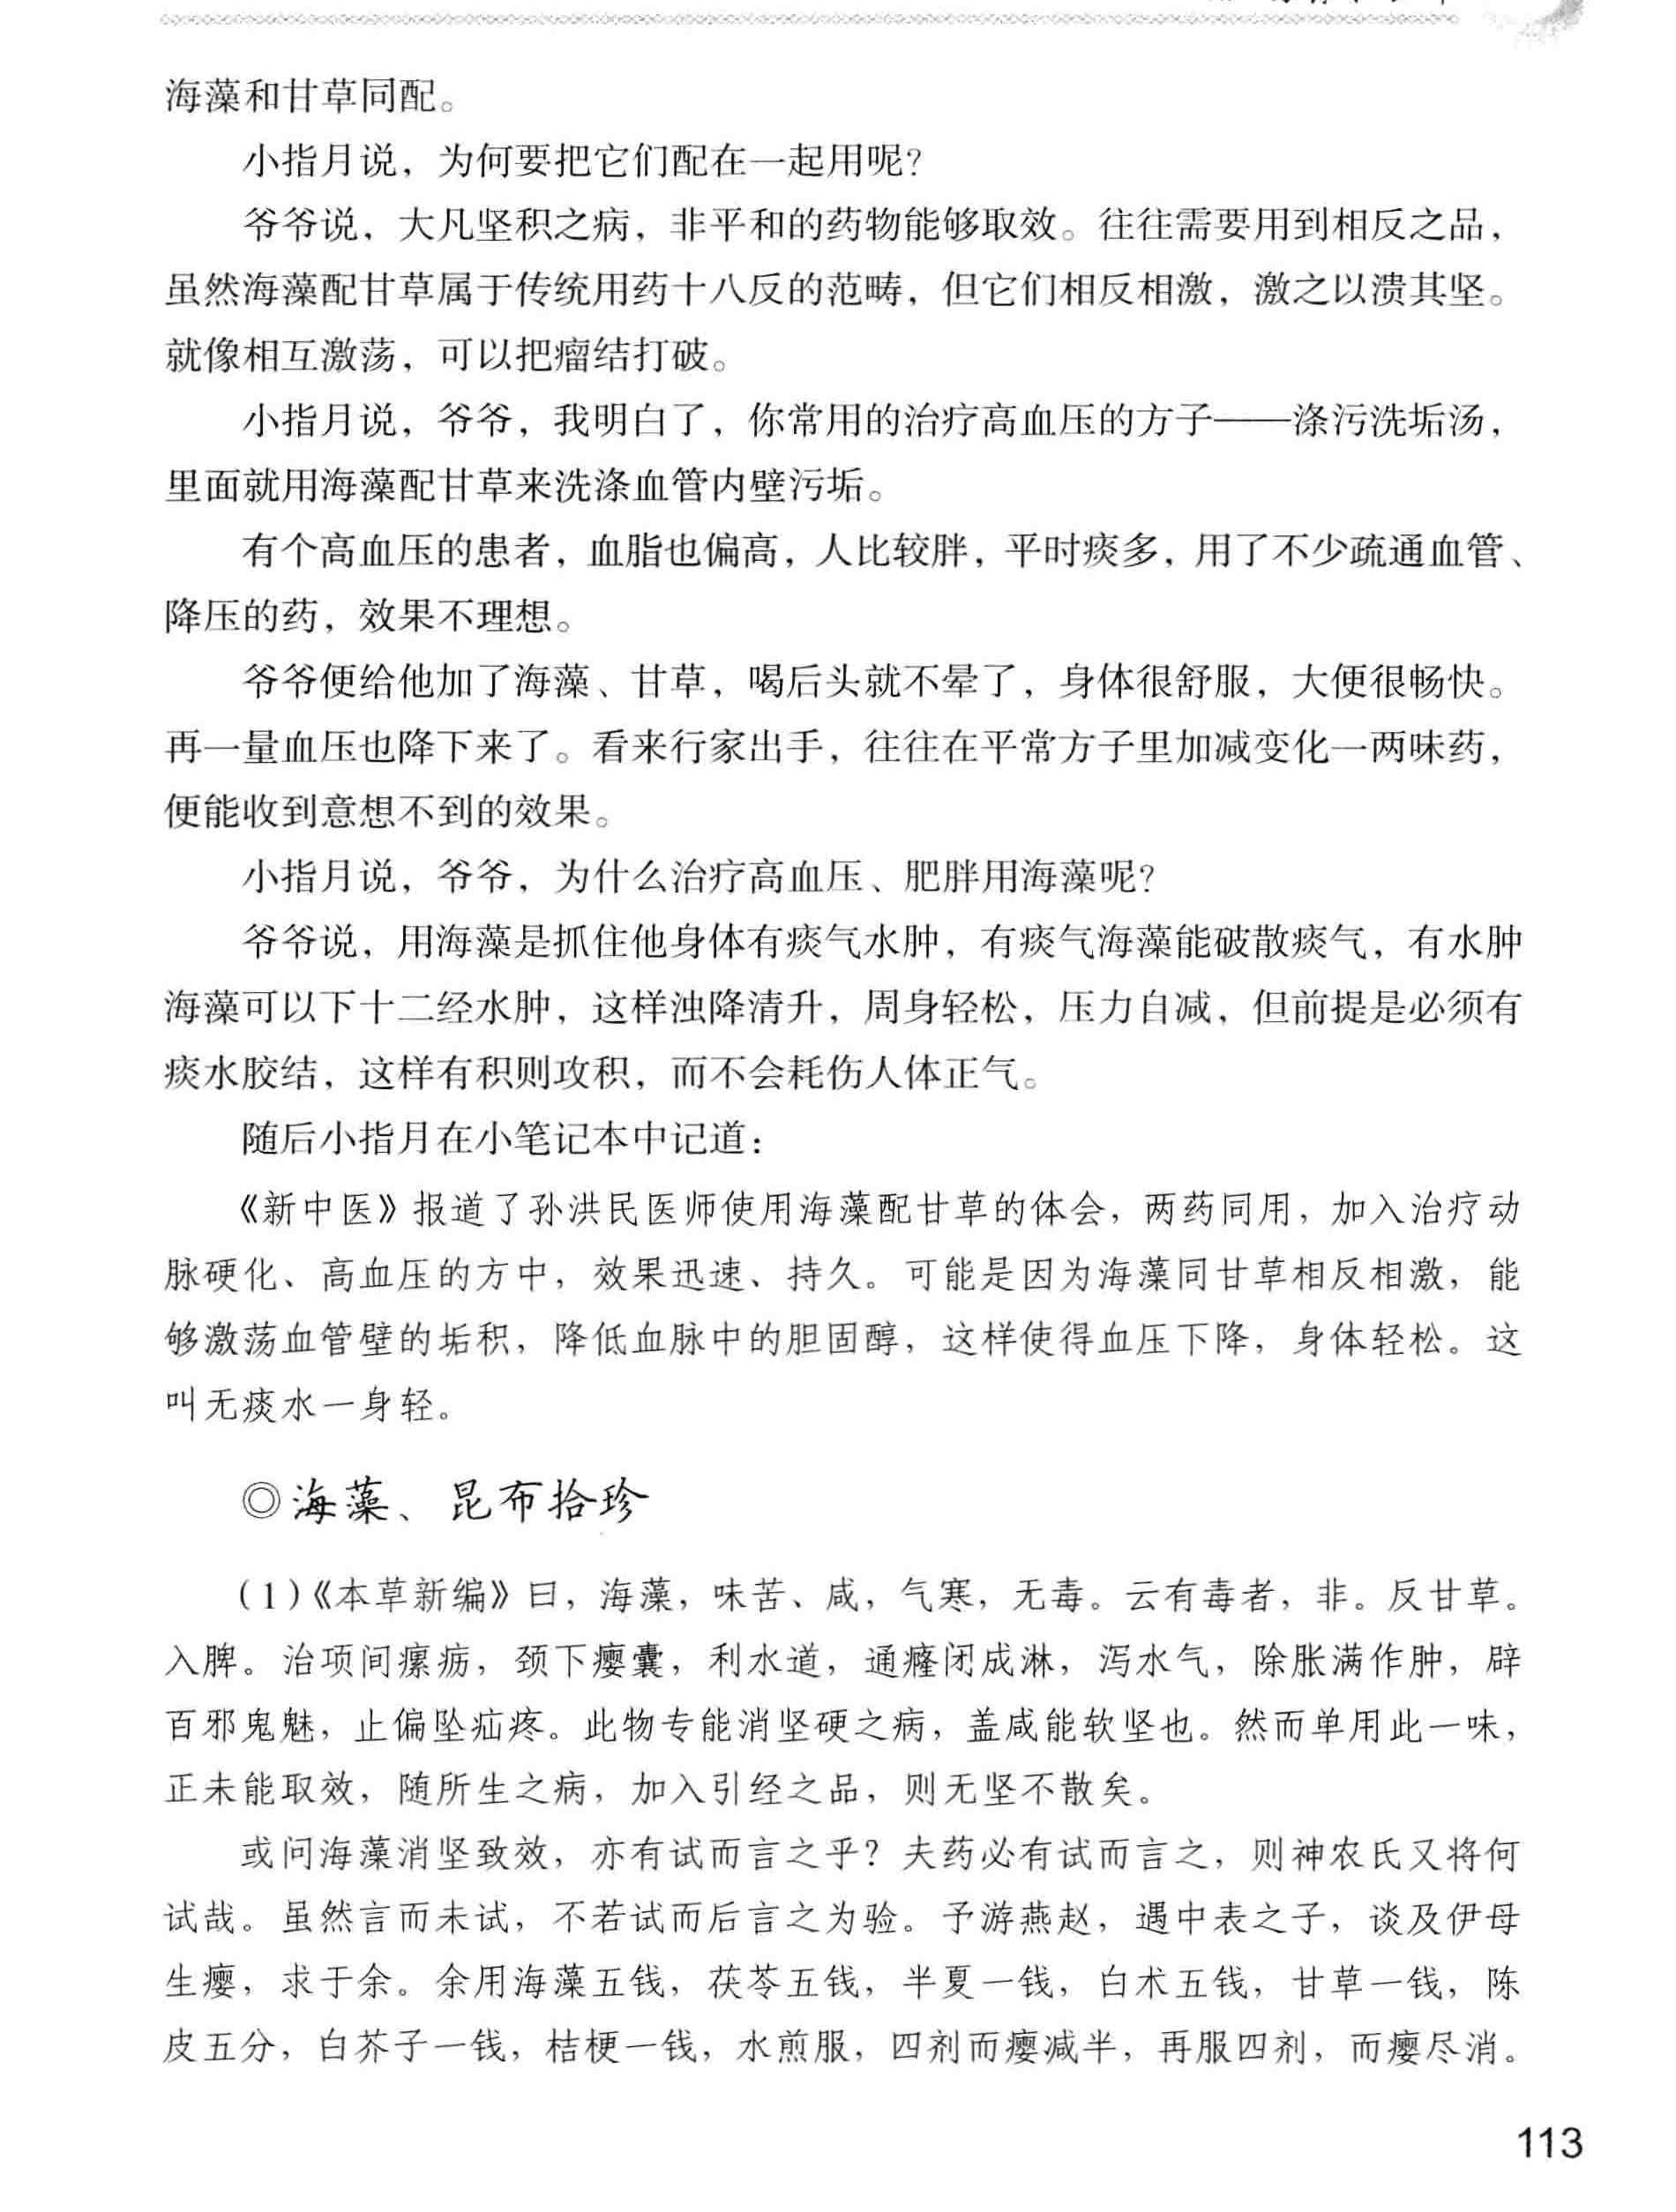 海藻和甘草同配。
小指月说，为何要把它们配在一起用呢？
爷爷说，大凡坚积之病，非平和的药物能够取效。往往需要用到相反之品，
虽然海藻配甘草属于传统用药十八反的范畴，但它们相反相激，激之以溃其坚。
就像相互激荡，可以把瘤结打破。
小指月说，爷爷，我明白了，你常用的治疗高血压的方子——涤污洗垢汤，
里面就用海藻配甘草来洗涤血管内壁污垢。
有个高血压的患者，血脂也偏高，人比较胖，平时痰多，用了不少疏通血管、
降压的药，效果不理想。
爷爷便给他加了海藻、甘草，喝后头就不晕了，身体很舒服，大便很畅快。
再一量血压也降下来了。看来行家出手，往往在平常方子里加减变化一两味药，
便能收到意想不到的效果。
小指月说，爷爷，为什么治疗高血压、肥胖用海藻呢？
爷爷说，用海藻是抓住他身体有痰气水肿，有痰气海藻能破散痰气，有水肿
海藻可以下十二经水肿，这样浊降清升，周身轻松，压力自减，但前提是必须有
痰水胶结，这样有积则攻积，而不会耗伤人体正气。
随后小指月在小笔记本中记道：
《新中医》报道了孙洪民医师使用海藻配甘草的体会，两药同用，加入治疗动
脉硬化、高血压的方中，效果迅速、持久。可能是因为海藻同甘草相反相激，能
够激荡血管壁的垢积，降低血脉中的胆固醇，这样使得血压下降，身体轻松。这
叫无痰水一身轻。
◎海藻、昆布拾珍
（1）《本草新编》曰，海藻，味苦、咸，气寒，无毒。云有毒者，非。反甘草。
入脾。治项间瘰疬，颈下瘿囊，利水道，通癃闭成淋，泻水气，除胀满作肿，辟
百邪鬼魅，止偏坠疝疼。此物专能消坚硬之病，盖咸能软坚也。然而单用此一味，
正未能取效，随所生之病，加入引经之品，则无坚不散矣。
或问海藻消坚致效，亦有试而言之乎？夫药必有试而言之，则神农氏又将何
试哉。虽然言而未试，不若试而后言之为验。予游燕赵，遇中表之子，谈及伊母
生瘿，求于余。余用海藻五钱，茯苓五钱，半夏一钱，白术五钱，甘草一钱，陈
皮五分，白芥子一钱，桔梗一钱，水煎服，四剂而瘿减半，再服四剂，而瘿尽消。
113